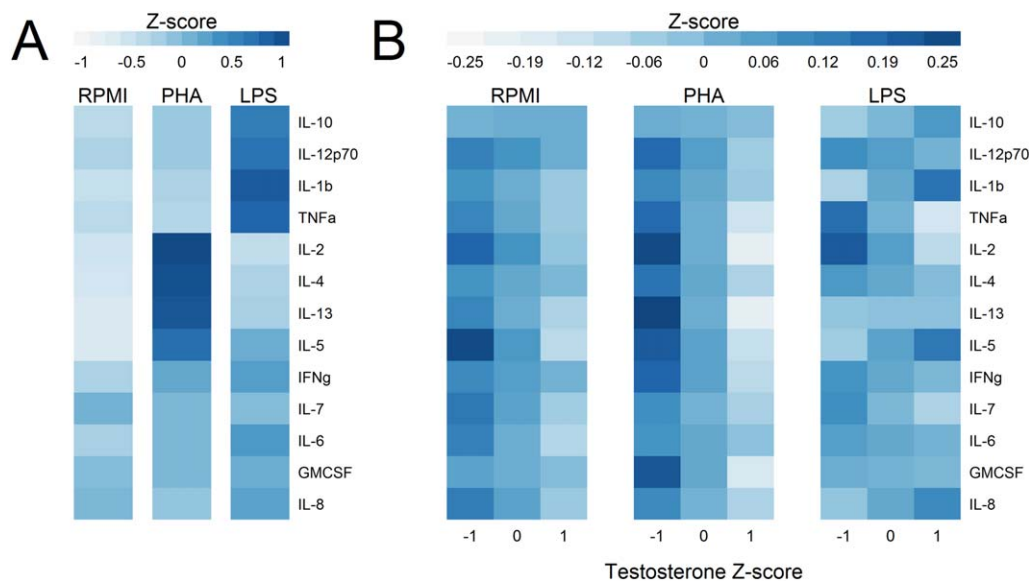 A
Z-score
-1 -0.5 0 0.5 1
RPMI PHA LPS
IL-10
IL-12p70
IL-1b
TNFa
IL-2
IL-4
IL-13
IL-5
IFNg
IL-7
IL-6
GMCSF
IL-8
B
Z-score
-0.25 -0.19 -0.12 -0.06 0 0.06 0.12 0.19 0.25
RPMI PHA LPS
IL-10
IL-12p70
IL-1b
TNFa
IL-2
IL-4
IL-13
IL-5
IFNg
IL-7
IL-6
GMCSF
IL-8
-1 0 1 -1 0 1 -1 0 1
Testosterone Z-score